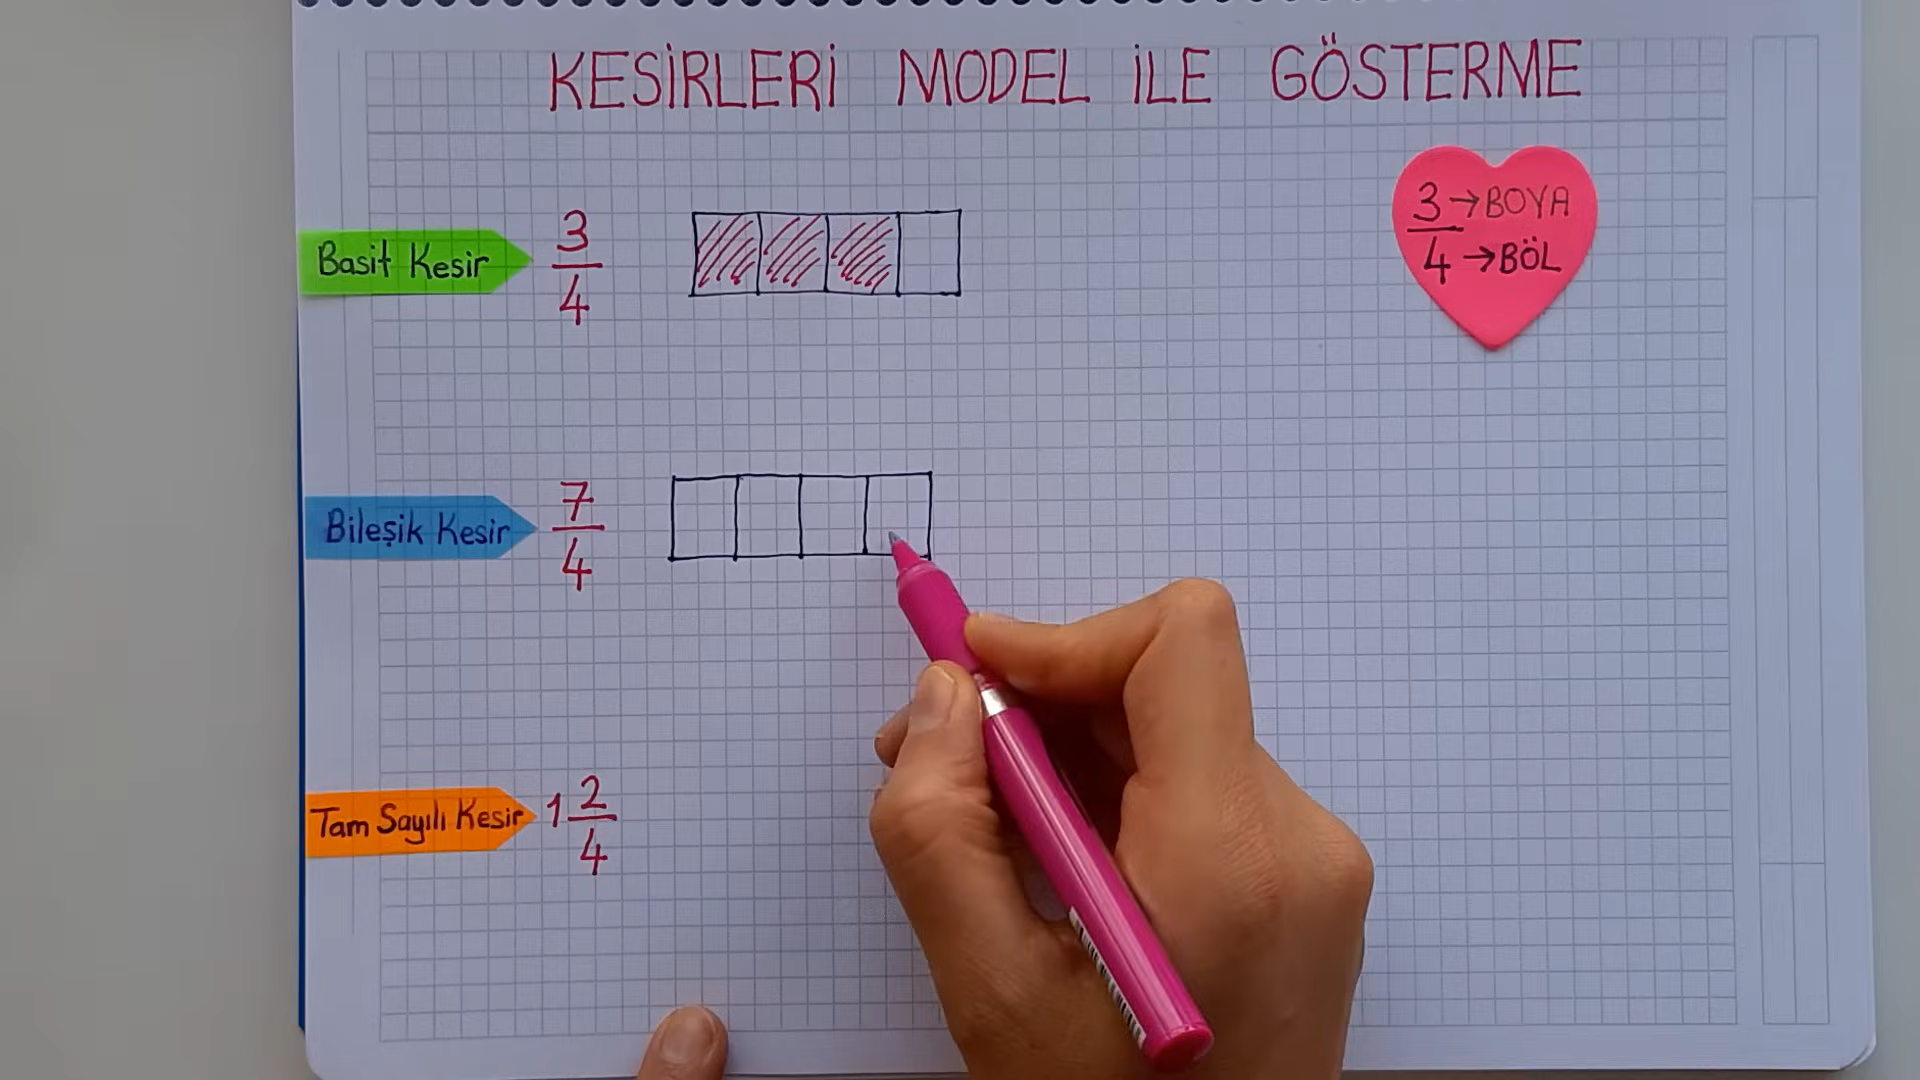 KESİRLERİ MODEL İLE GÖSTERME
3 → BOYA
4 → BÖL
Basit Kesir 3/4
Bileşik Kesir 7/4
Tam Sayılı Kesir 1 2/4